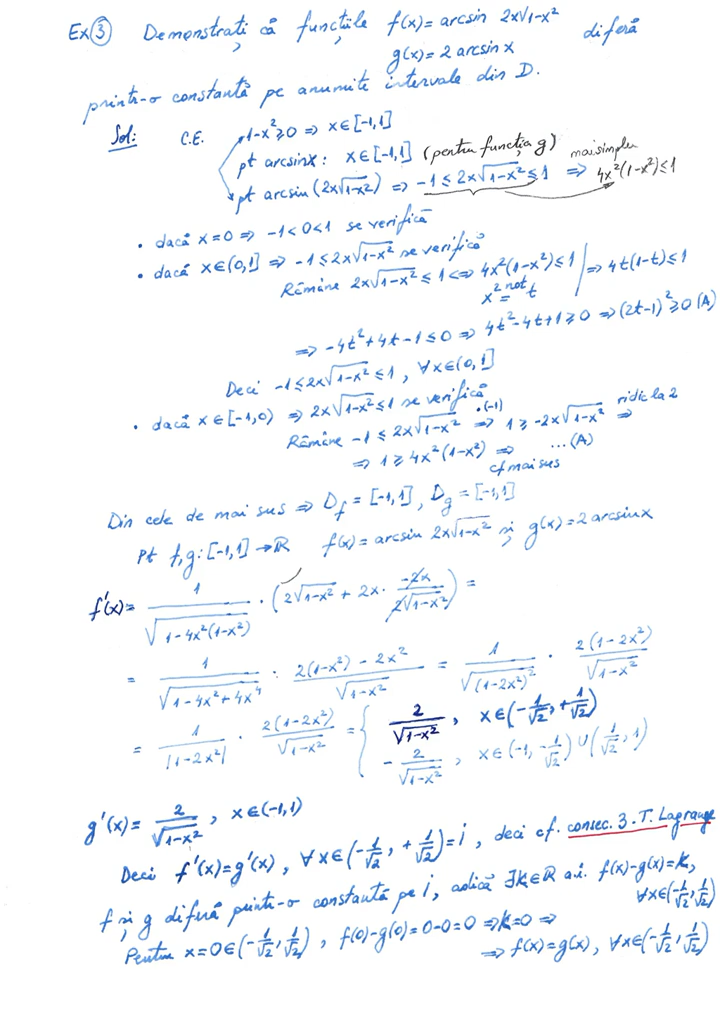 Ex ③ Demonstrați că funcțiile f(x) = arcsin 2x√(1-x²) diferă
g(x) = 2 arcsin x
printr-o constantă pe anumite intervale din D.
Sol: C.E. 1-x² ≥ 0 ⇒ x∈[-1,1]
pt arcsinx: x∈[-1,1] (pentru funcția g) mai simplu
pt arcsin(2x√(1-x²)) ⇒ -1 ≤ 2x√(1-x²) ≤ 1 ⇒ 4x²(1-x²) ≤ 1
• dacă x=0 ⇒ -1<0<1 se verifică
• dacă x∈(0,1] ⇒ -1 ≤ 2x√(1-x²) se verifică
Rămâne 2x√(1-x²) ≤ 1 ⇔ 4x²(1-x²) ≤ 1 | ⇒ 4t(1-t) ≤ 1
x² not= t
⇒ -4t²+4t-1 ≤ 0 ⇒ 4t²-4t+1 ≥ 0 ⇒ (2t-1)² ≥ 0 (A)
Deci -1 ≤ 2x√(1-x²) ≤ 1, ∀x∈(0,1]
• dacă x∈[-1,0) ⇒ 2x√(1-x²) ≤ 1 se verifică
Rămâne -1 ≤ 2x√(1-x²) ·(-1) ⇒ 1 ≥ -2x√(1-x²) ridic la 2 ⇒
⇒ 1 ≥ 4x²(1-x²) ⇒ ... (A)
cf mai sus
Din cele de mai sus ⇒ D_f = [-1,1], D_g = [-1,1]
Pt f,g: [-1,1] → ℝ f(x) = arcsin 2x√(1-x²) și g(x) = 2 arcsinx
f'(x) = 1/√(1-4x²(1-x²)) · (2√(1-x²) + 2x · (-2x)/(2√(1-x²))) =
= 1/√(1-4x²+4x⁴) · (2(1-x²)-2x²)/√(1-x²) = 1/√((1-2x²)²) · 2(1-2x²)/√(1-x²)
= 1/|1-2x²| · 2(1-2x²)/√(1-x²) = { 2/√(1-x²), x∈(-1/√2, +1/√2)
-2/√(1-x²), x∈(-1,-1/√2)∪(1/√2,1)
g'(x) = 2/√(1-x²), x∈(-1,1)
Deci f'(x)=g'(x), ∀x∈(-1/√2, +1/√2)=i, deci cf. consec. 3. T. Lagrange
f și g diferă printr-o constantă pe i, adică ∃k∈ℝ a.i. f(x)-g(x)=k,
∀x∈(-1/√2, 1/√2)
Pentru x=0∈(-1/√2, 1/√2), f(0)-g(0)=0-0=0 ⇒ k=0 ⇒
⇒ f(x)=g(x), ∀x∈(-1/√2, 1/√2)